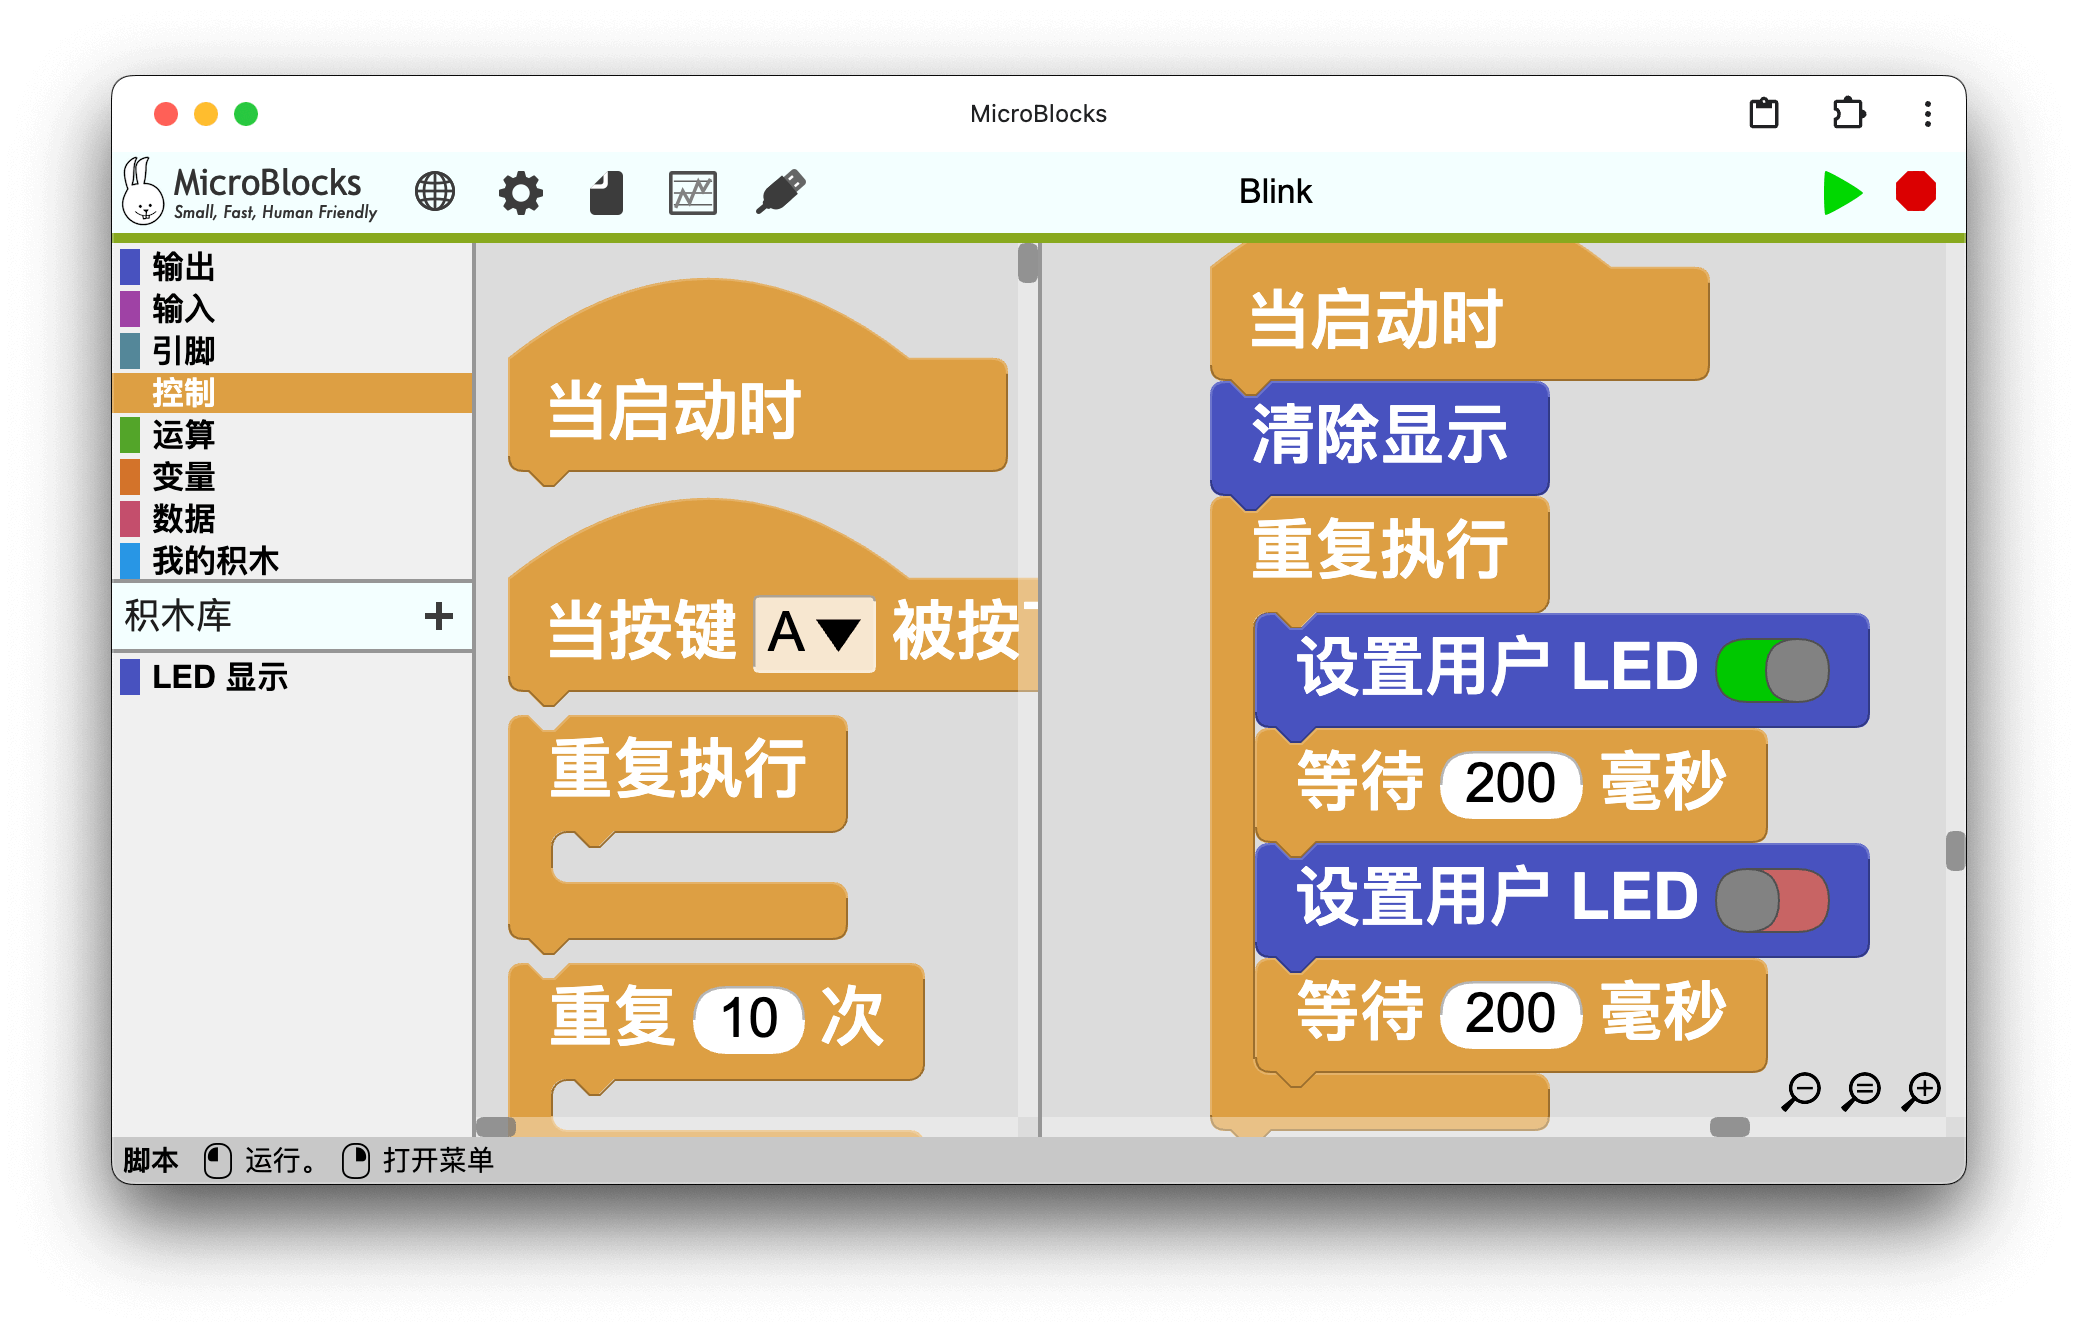 MicroBlocks
MicroBlocks
Small, Fast, Human Friendly
Blink
输出
输入
引脚
控制
运算
变量
数据
我的积木
积木库 +
LED 显示
当启动时
当按键 A 被按
重复执行
重复 10 次
当启动时
清除显示
重复执行
设置用户 LED
等待 200 毫秒
设置用户 LED
等待 200 毫秒
脚本 运行。 打开菜单